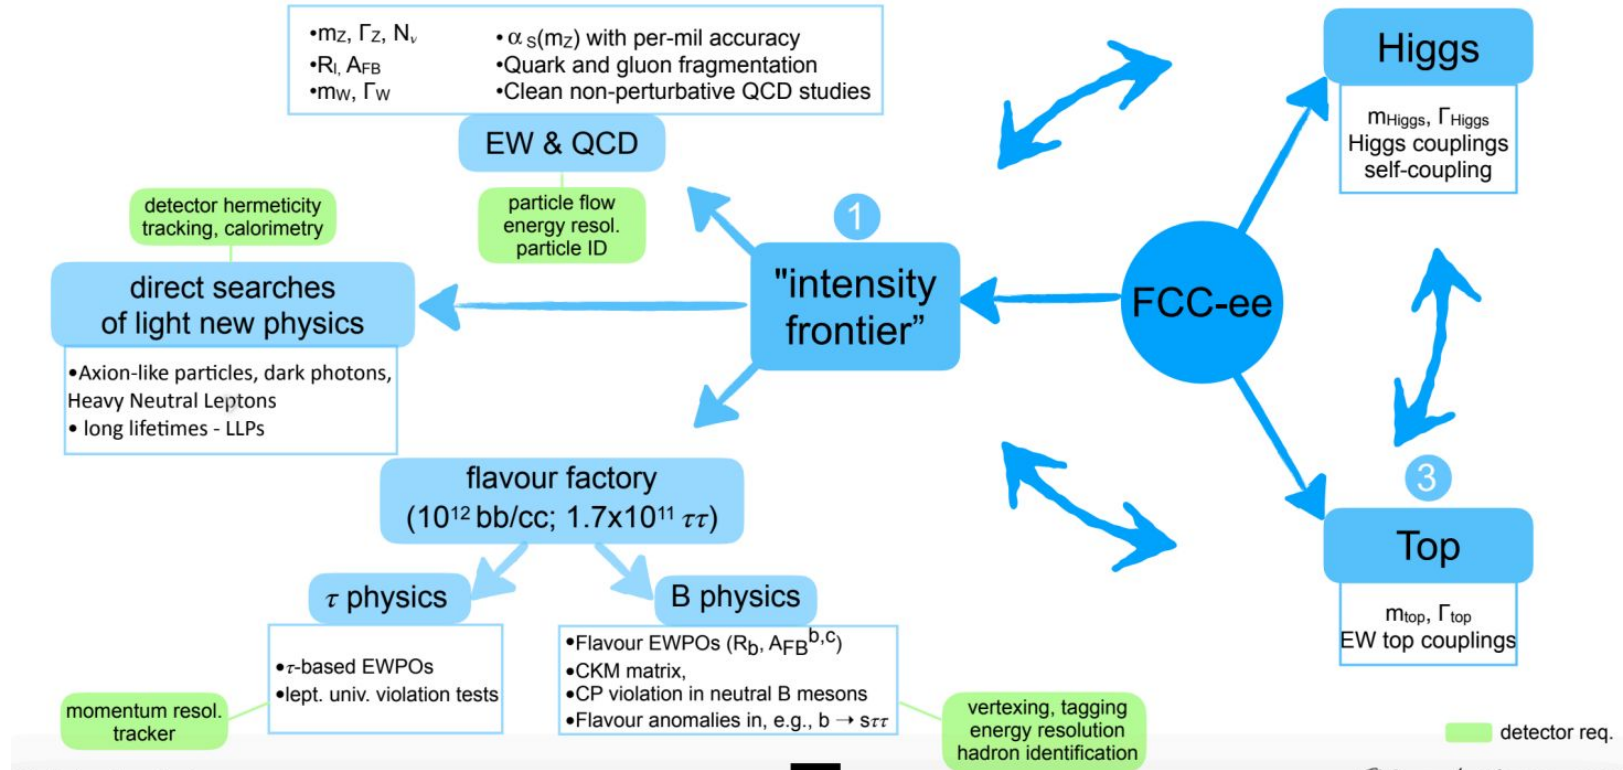 •mZ, ΓZ, Nν
•Rl, AFB
•mW, ΓW
•αS(mZ) with per-mil accuracy
•Quark and gluon fragmentation
•Clean non-perturbative QCD studies
EW & QCD
particle flow
energy resol.
particle ID
detector hermeticity
tracking, calorimetry
direct searches
of light new physics
•Axion-like particles, dark photons,
Heavy Neutral Leptons
• long lifetimes - LLPs
1
"intensity
frontier”
FCC-ee
Higgs
mHiggs, ΓHiggs
Higgs couplings
self-coupling
3
Top
mtop, Γtop
EW top couplings
flavour factory
(10¹² bb/cc; 1.7x10¹¹ ττ)
τ physics
•τ-based EWPOs
•lept. univ. violation tests
momentum resol.
tracker
B physics
•Flavour EWPOs (Rb, AFBb,c)
•CKM matrix,
•CP violation in neutral B mesons
•Flavour anomalies in, e.g., b → sττ
vertexing, tagging
energy resolution
hadron identification
detector req.